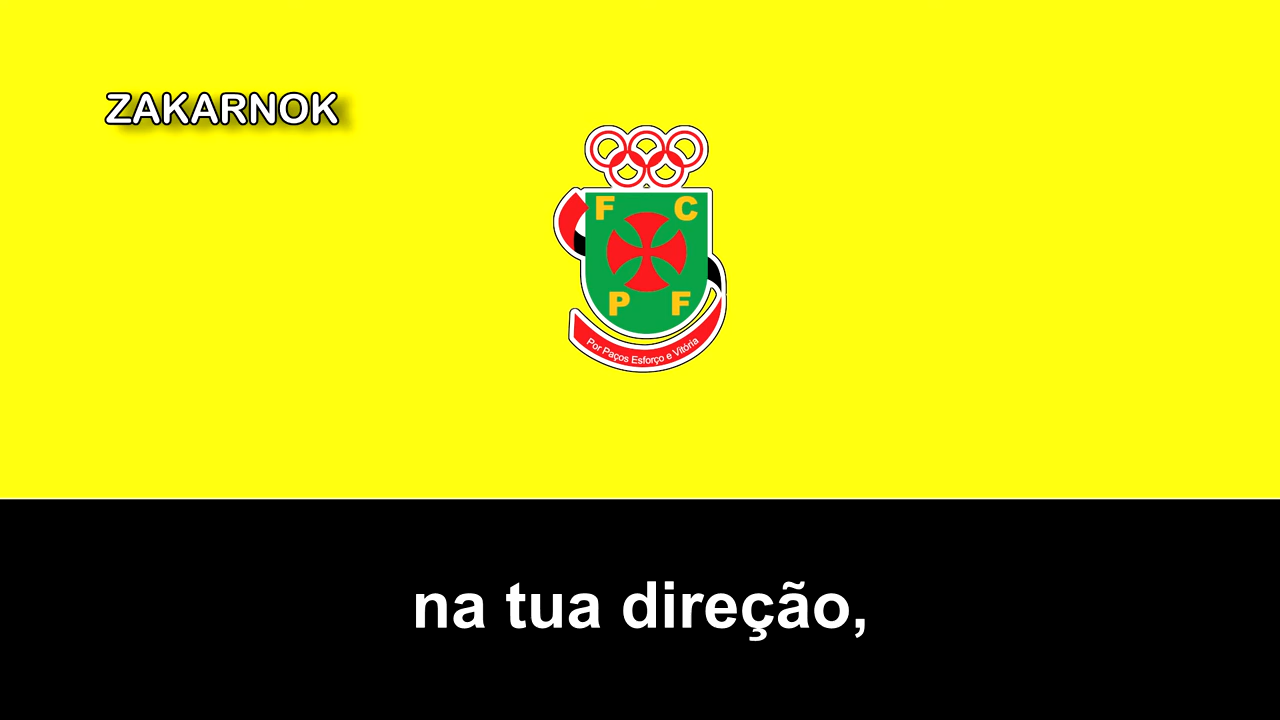 ZAKARNOK
F C
P F
Por Paços Esforço e Vitória
na tua direção,